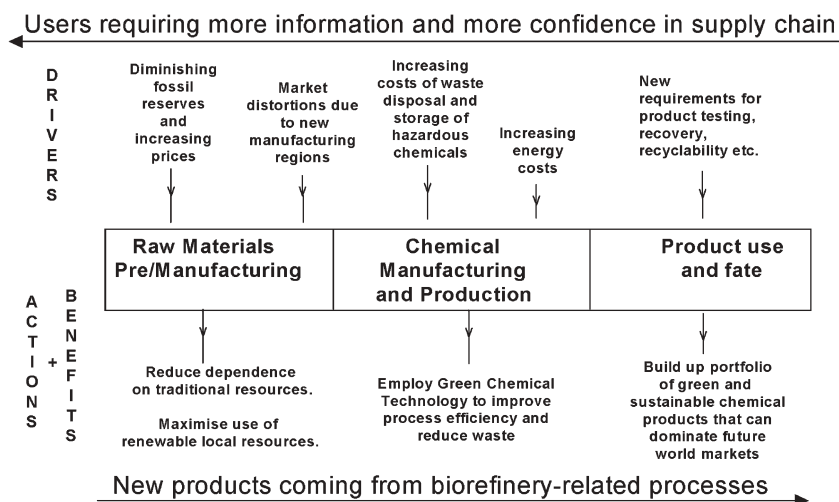 Users requiring more information and more confidence in supply chain
DRIVERS
Diminishing
fossil
reserves
and
increasing
prices
Market
distortions due
to new
manufacturing
regions
Increasing
costs of waste
disposal and
storage of
hazardous
chemicals
Increasing
energy
costs
New
requirements for
product testing,
recovery,
recyclability etc.
Raw Materials
Pre/Manufacturing
Chemical
Manufacturing
and Production
Product use
and fate
ACTIONS
+
BENEFITS
Reduce dependence
on traditional resources.
Maximise use of
renewable local resources.
Employ Green Chemical
Technology to improve
process efficiency and
reduce waste
Build up portfolio
of green and
sustainable chemical
products that can
dominate future
world markets
New products coming from biorefinery-related processes